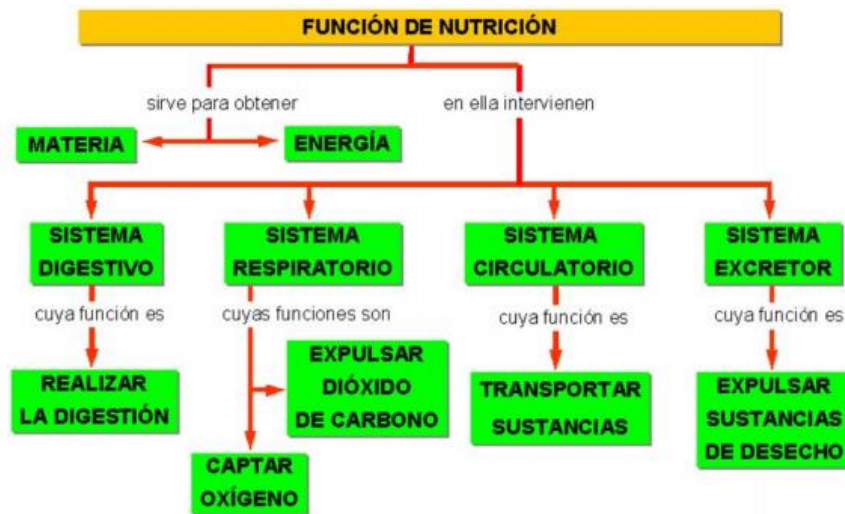 FUNCIÓN DE NUTRICIÓN
sirve para obtener
en ella intervienen
MATERIA
ENERGÍA
SISTEMA
DIGESTIVO
SISTEMA
RESPIRATORIO
SISTEMA
CIRCULATORIO
SISTEMA
EXCRETOR
cuya función es
cuyas funciones son
cuya función es
cuya función es
REALIZAR
LA DIGESTIÓN
EXPULSAR
DIÓXIDO
DE CARBONO
CAPTAR
OXÍGENO
TRANSPORTAR
SUSTANCIAS
EXPULSAR
SUSTANCIAS
DE DESECHO